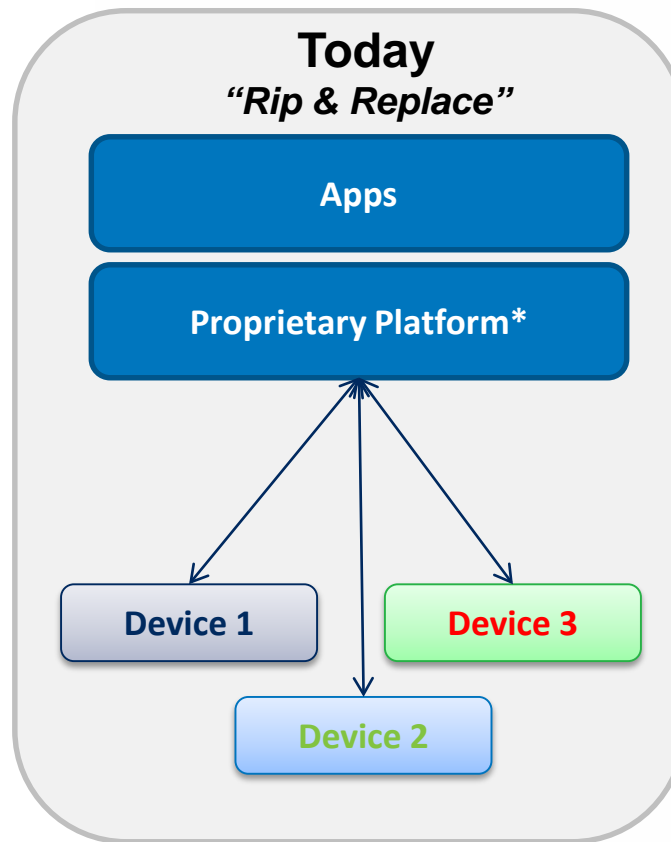 Today
“Rip & Replace”
Apps
Proprietary Platform*
Device 1
Device 3
Device 2